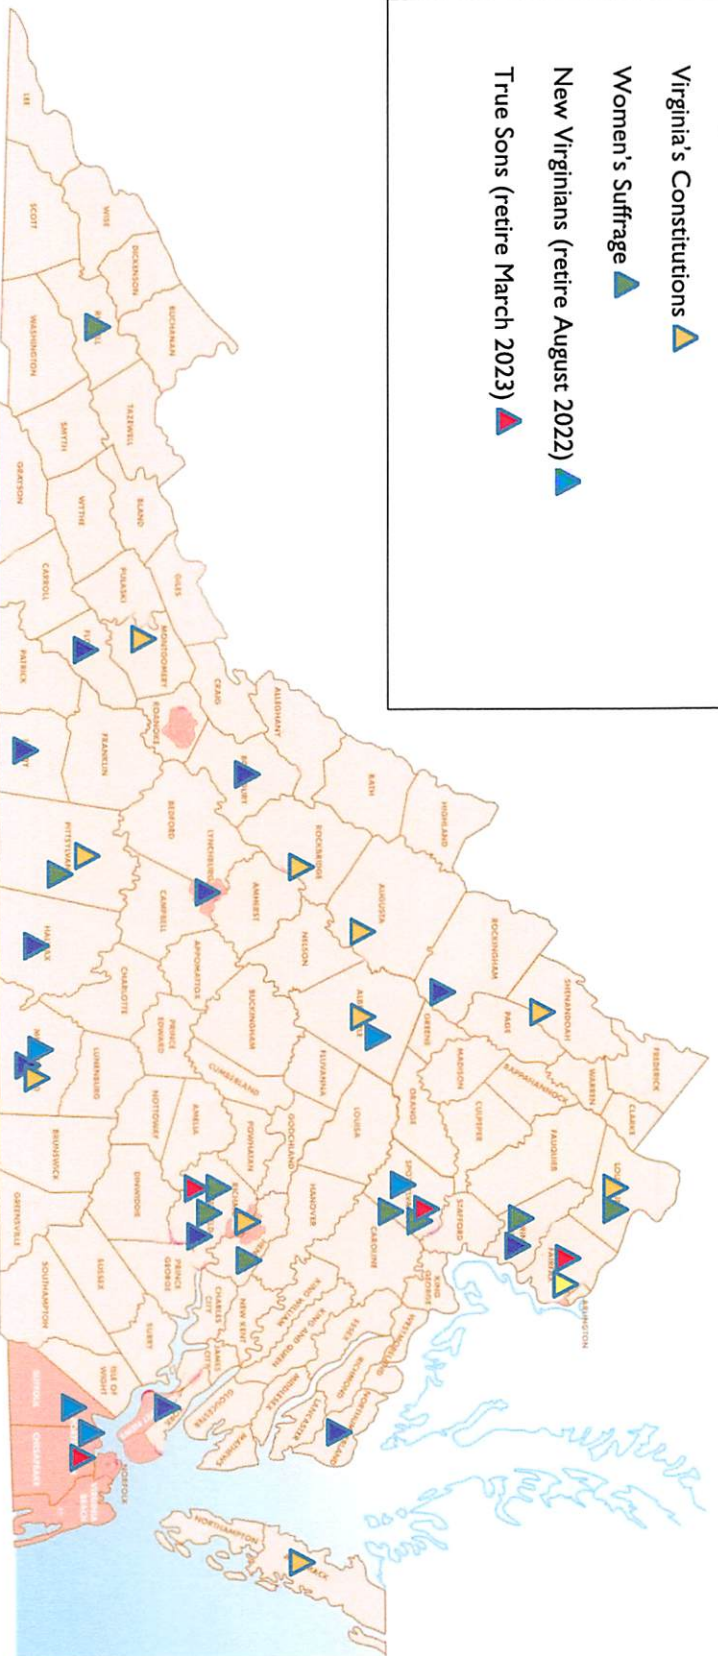 Virginia's Constitutions
Women's Suffrage
New Virginians (retire August 2022)
True Sons (retire March 2023)
LEE
SCOTT
WISE
DICKENSON
BUCHANAN
WASHINGTON
TAZEWELL
SMYTH
GRAYSON
WYTHE
BLAND
CARROLL
PULASKI
GILES
MONTGOMERY
PATRICK
CRAIG
ROANOKE
ALLEGHANY
FRANKLIN
BATH
HIGHLAND
BEDFORD
LYNCHBURG
ROCKBRIDGE
CAMPBELL
AMHERST
AUGUSTA
ROCKINGHAM
NELSON
APPOMATTOX
CHARLOTTE
BUCKINGHAM
PRINCE
EDWARD
SHENANDOAH
PAGE
GREENE
MADISON
RAPPAHANNOCK
WARREN
FREDERICK
CLARKE
CUMBERLAND
FLUVANNA
LUNENBURG
NOTTOWAY
AMELIA
POWHATAN
GOOCHLAND
LOUISA
ORANGE
CULPEPER
FAUQUIER
BRUNSWICK
DINWIDDIE
HANOVER
CAROLINE
STAFFORD
GREENSVILLE
SOUTHAMPTON
SUSSEX
PRINCE
GEORGE
SURRY
CHARLES
CITY
NEW KENT
JAMES
CITY
KING WILLIAM
KING AND QUEEN
ESSEX
RICHMOND
WESTMORELAND
KING
GEORGE
MIDDLESEX
GLOUCESTER
MATHEWS
LANCASTER
ARLINGTON
ISLE OF
WIGHT
SUFFOLK
CHESAPEAKE
VIRGINIA
BEACH
NORFOLK
NORTHAMPTON